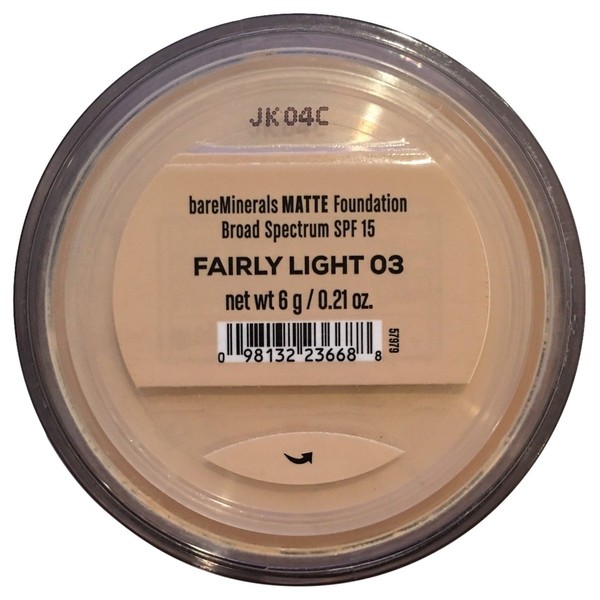 JK04C
bareMinerals MATTE Foundation
Broad Spectrum SPF 15
FAIRLY LIGHT 03
net wt 6 g / 0.21 oz.
57979
0 98132 23668 8